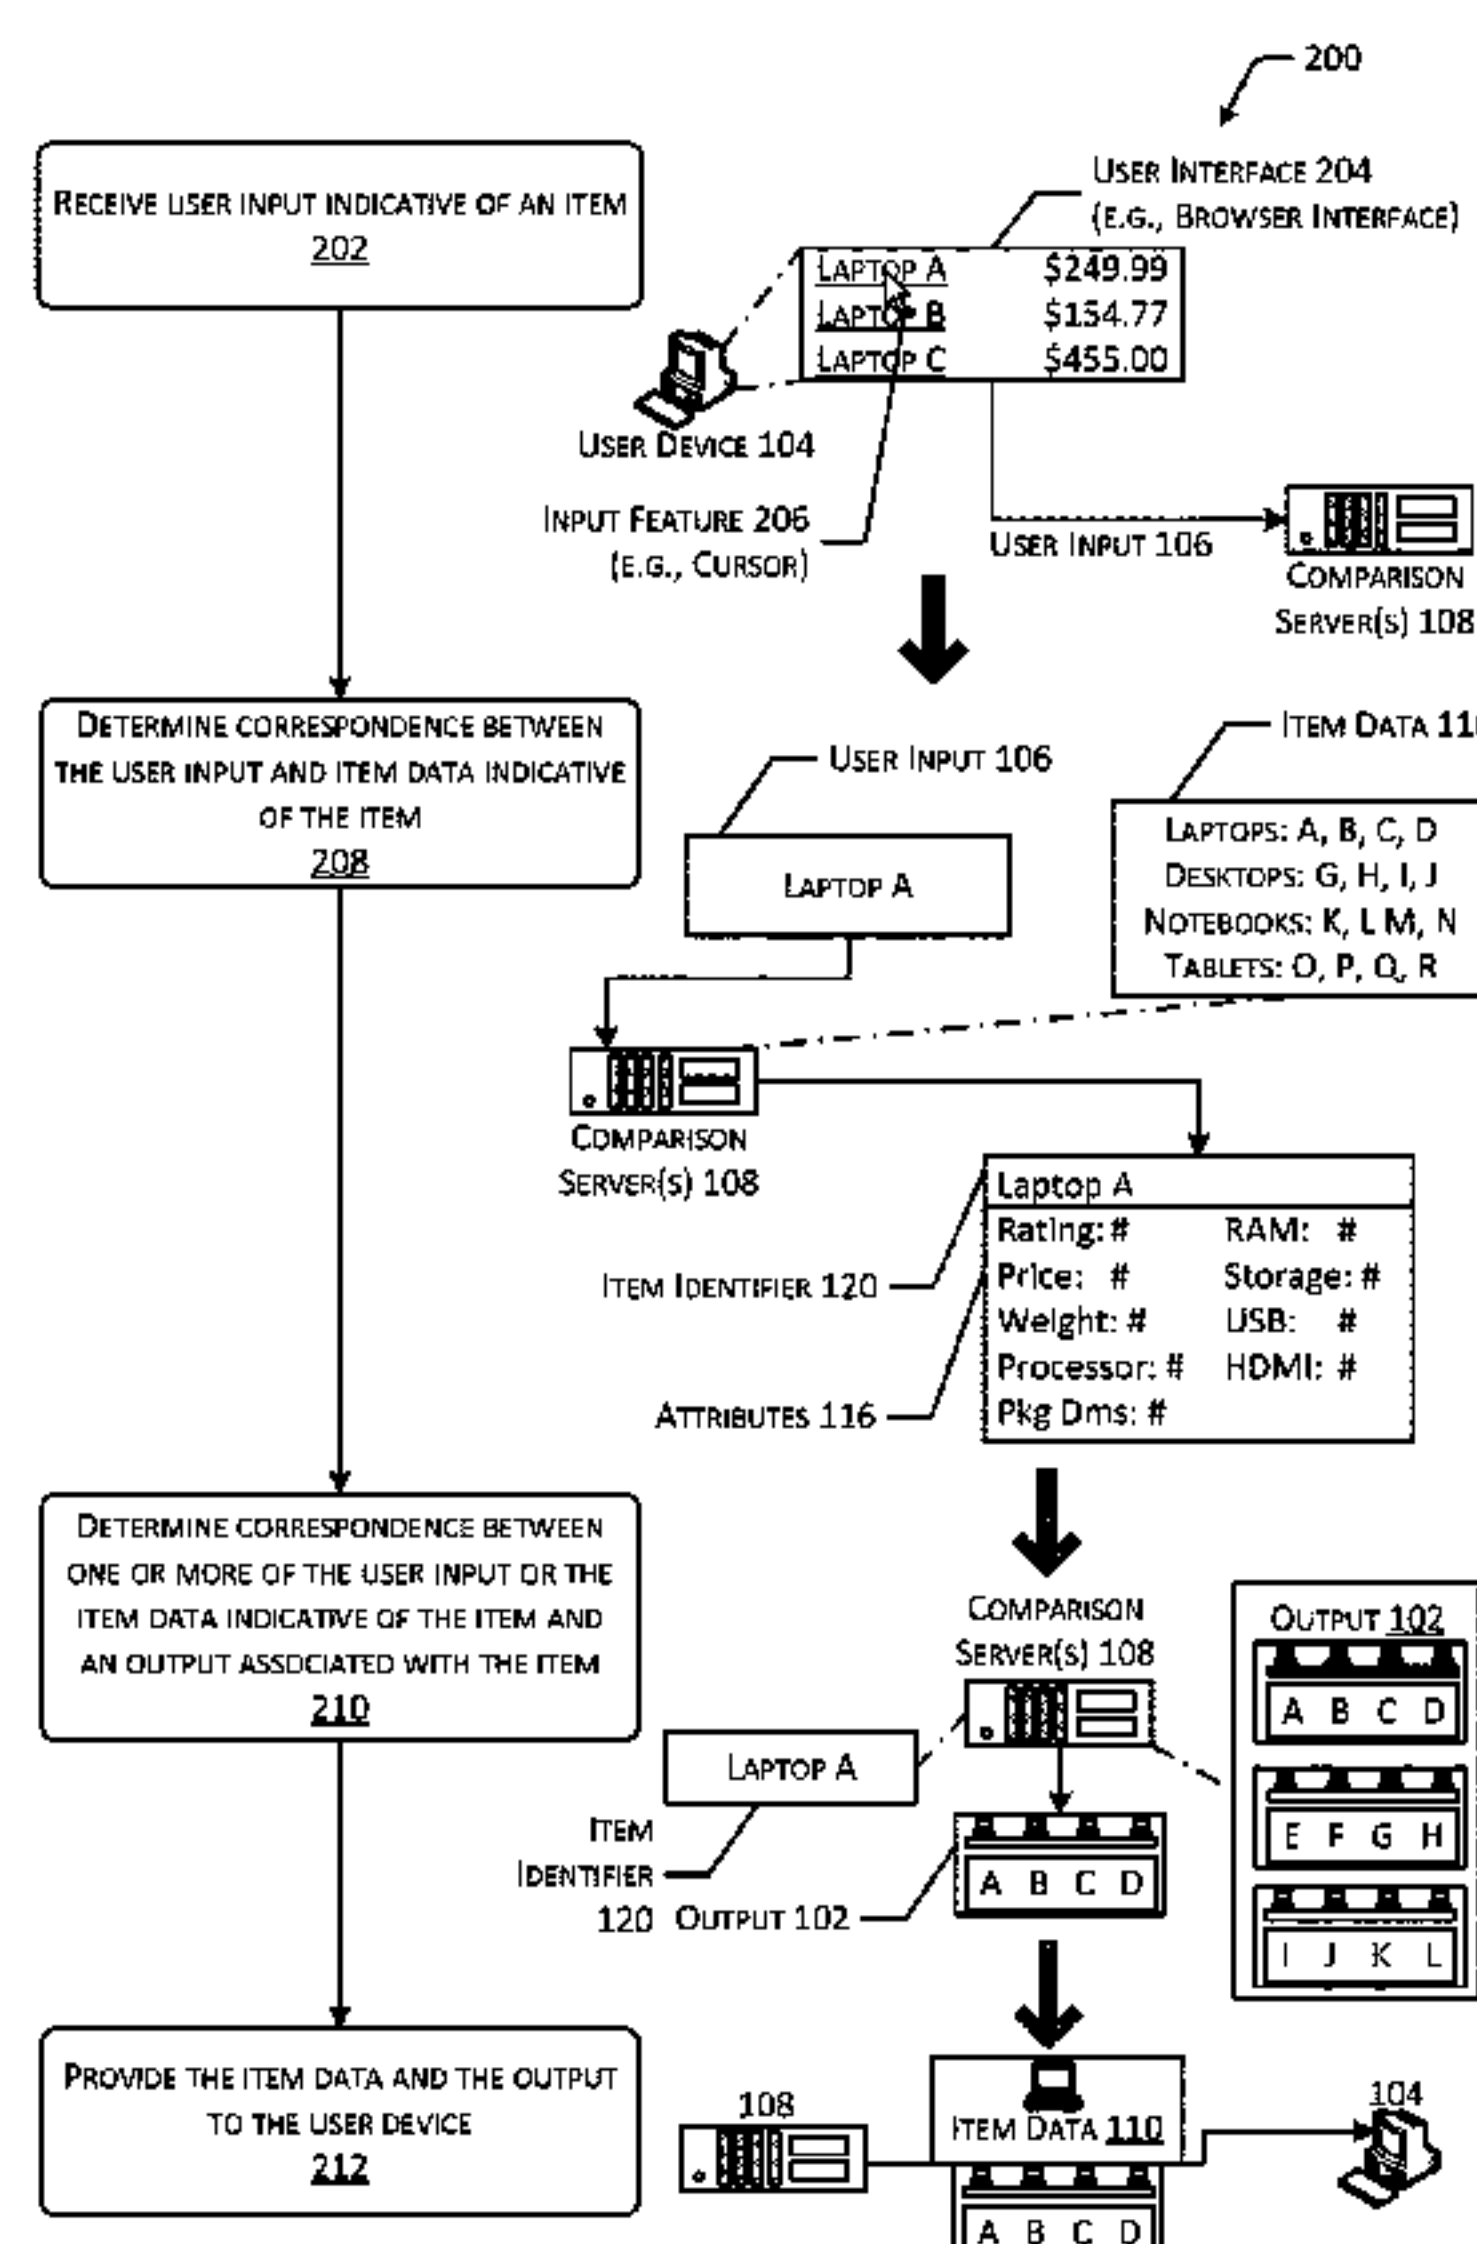 200
RECEIVE USER INPUT INDICATIVE OF AN ITEM
202
USER INTERFACE 204
(E.G., BROWSER INTERFACE)
LAPTOP A $249.99
LAPTOP B $154.77
LAPTOP C $455.00
USER DEVICE 104
INPUT FEATURE 206
(E.G., CURSOR)
USER INPUT 106
COMPARISON
SERVER(S) 108
DETERMINE CORRESPONDENCE BETWEEN
THE USER INPUT AND ITEM DATA INDICATIVE
OF THE ITEM
208
USER INPUT 106
LAPTOP A
ITEM DATA
LAPTOPS: A, B, C, D
DESKTOPS: G, H, I, J
NOTEBOOKS: K, L M, N
TABLETS: O, P, Q, R
COMPARISON
SERVER(S) 108
Laptop A
Rating: # RAM: #
Price: # Storage: #
Weight: # USB: #
Processor: # HDMI: #
Pkg Dms: #
ITEM IDENTIFIER 120
ATTRIBUTES 116
DETERMINE CORRESPONDENCE BETWEEN
ONE OR MORE OF THE USER INPUT OR THE
ITEM DATA INDICATIVE OF THE ITEM AND
AN OUTPUT ASSOCIATED WITH THE ITEM
210
COMPARISON
SERVER(S) 108
LAPTOP A
ITEM
IDENTIFIER
120
OUTPUT 102
A B C D
OUTPUT 102
A B C D
E F G H
I J K L
PROVIDE THE ITEM DATA AND THE OUTPUT
TO THE USER DEVICE
212
108
ITEM DATA 110
A B C D
104